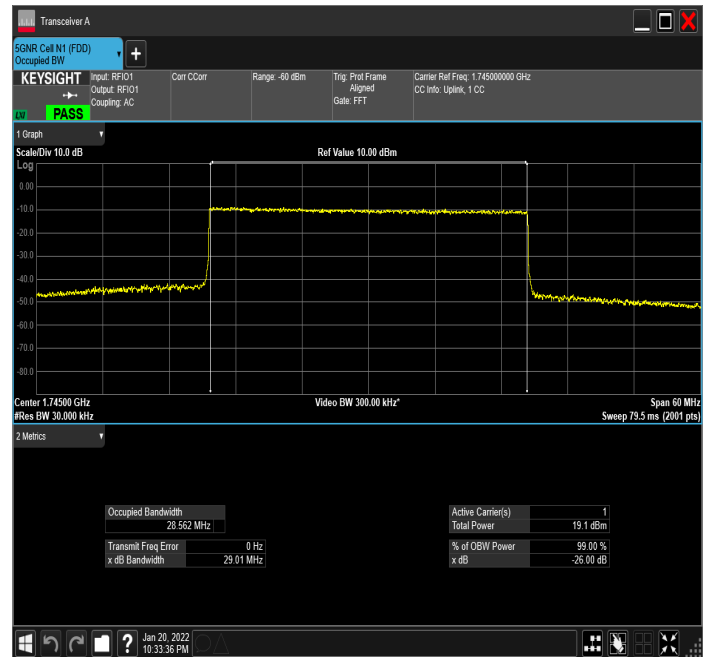 Transceiver A
5GNR Cell N1 (FDD)
Occupied BW
KEYSIGHT
LXI
PASS
Input: RFIO1
Output: RFIO1
Coupling: AC
Corr CCorr
Range: -60 dBm
Trig: Prot Frame
Aligned
Gate: FFT
Carrier Ref Freq: 1.745000000 GHz
CC Info: Uplink, 1 CC
1 Graph
Scale/Div 10.0 dB
Ref Value 10.00 dBm
Log
0.00
-10.0
-20.0
-30.0
-40.0
-50.0
-60.0
-70.0
-80.0
Center 1.74500 GHz
Video BW 300.00 kHz*
Span 60 MHz
#Res BW 30.000 kHz
Sweep 79.5 ms (2001 pts)
2 Metrics
Occupied Bandwidth
28.562 MHz
Transmit Freq Error 0 Hz
x dB Bandwidth 29.01 MHz
Active Carrier(s) 1
Total Power 19.1 dBm
% of OBW Power 99.00 %
x dB -26.00 dB
?
Jan 20, 2022
10:33:36 PM